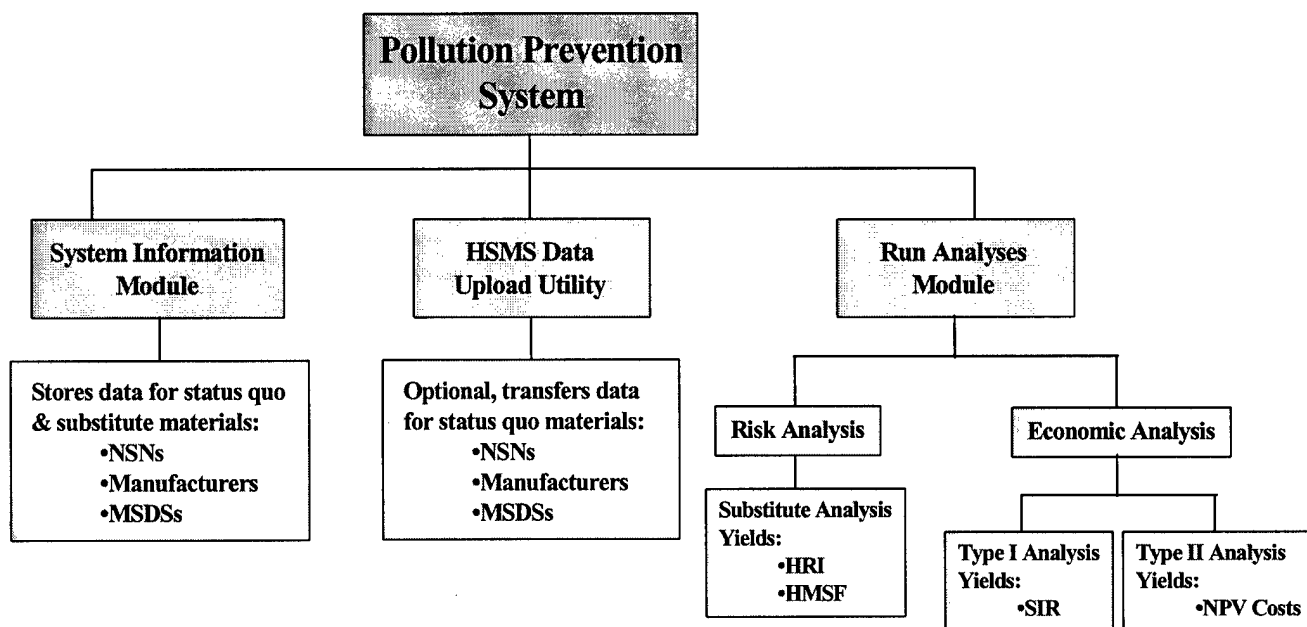 Pollution Prevention
System
System Information
Module
HSMS Data
Upload Utility
Run Analyses
Module
Stores data for status quo
& substitute materials:
•NSNs
•Manufacturers
•MSDSs
Optional, transfers data
for status quo materials:
•NSNs
•Manufacturers
•MSDSs
Risk Analysis
Economic Analysis
Substitute Analysis
Yields:
•HRI
•HMSF
Type I Analysis
Yields:
•SIR
Type II Analysis
Yields:
•NPV Costs